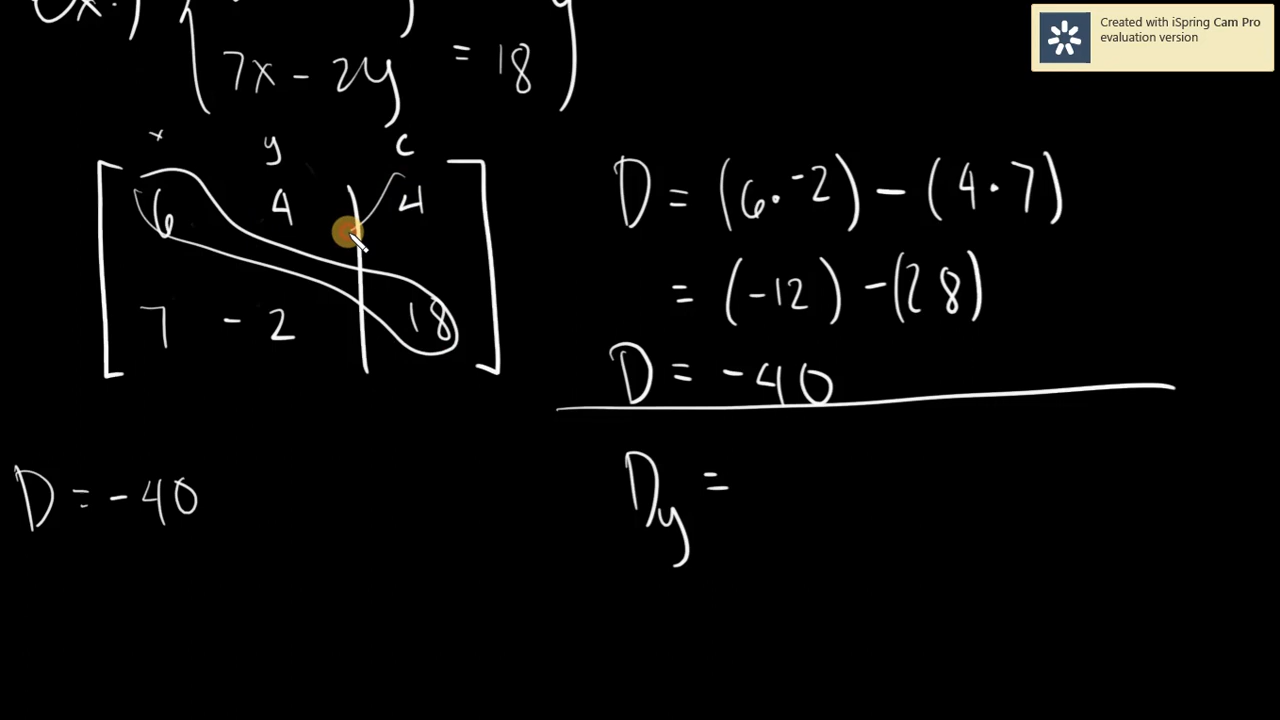 7x - 2y = 18
x y c
6 4 4
7 -2 18
D = (6·-2) - (4·7)
= (-12) - (28)
D = -40
Dy =
D = -40
Created with iSpring Cam Pro
evaluation version